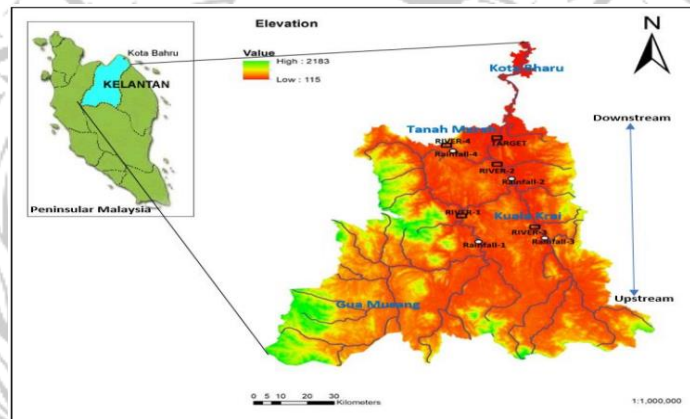 Elevation
Value
High : 2183
Low : 115
N
Kota Bahru
KELANTAN
Peninsular Malaysia
Kota Bharu
Downstream
Tanah Merah
RIVER-4
Rainfall-4
TARGET
RIVER-2
Rainfall-2
RIVER-1
Kuala Krai
RIVER-3
Rainfall-3
Rainfall-1
Gua Musang
Upstream
0 5 10 20 30
Kilometers
1:1,000,000